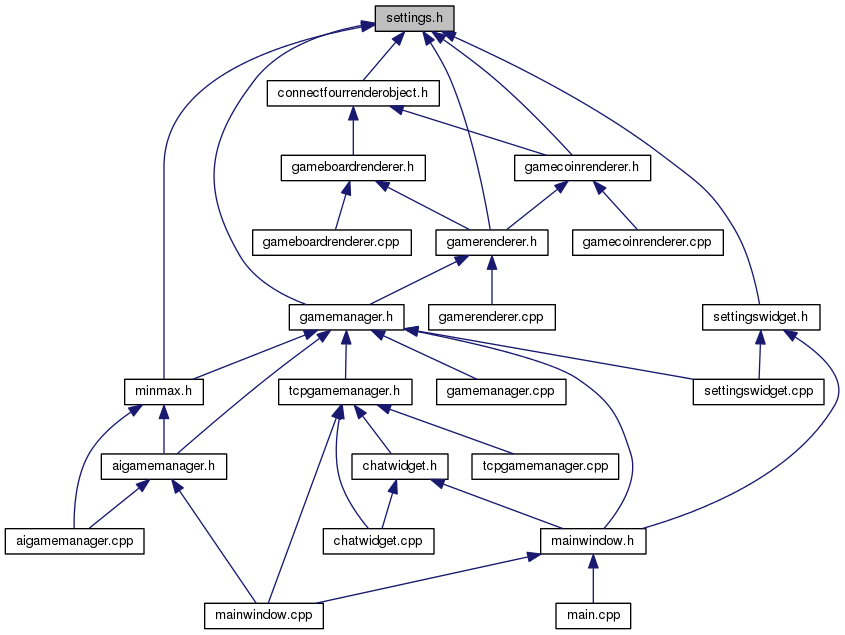 settings.h
connectfourrenderobject.h
gameboardrenderer.h
gamecoinrenderer.h
gameboardrenderer.cpp
gamerenderer.h
gamecoinrenderer.cpp
gamemanager.h
gamerenderer.cpp
settingswidget.h
minmax.h
tcpgamemanager.h
gamemanager.cpp
settingswidget.cpp
aigamemanager.h
chatwidget.h
tcpgamemanager.cpp
aigamemanager.cpp
chatwidget.cpp
mainwindow.h
mainwindow.cpp
main.cpp